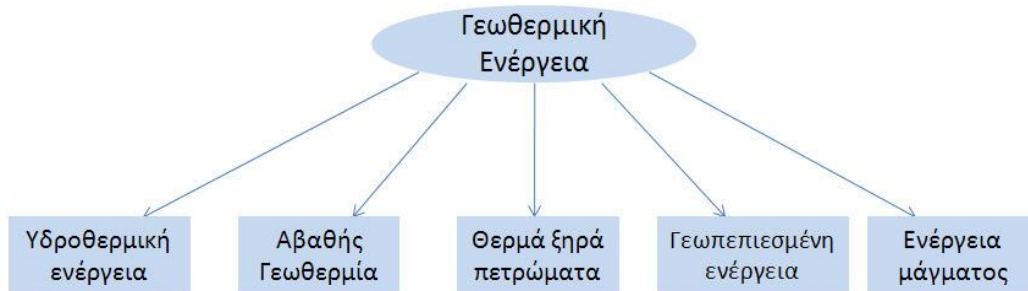 Γεωθερμική
Ενέργεια
Υδροθερμική
ενέργεια
Αβαθής
Γεωθερμία
Θερμά ξηρά
πετρώματα
Γεωπεπιεσμένη
ενέργεια
Ενέργεια
μάγματος